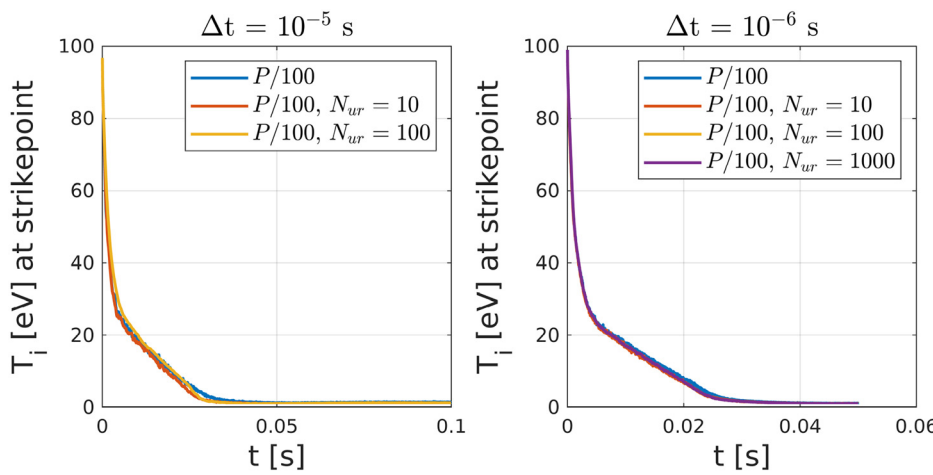 Δt = 10⁻⁵ s
T_i [eV] at strikepoint
100
80
60
40
20
0
P/100
P/100, N_ur = 10
P/100, N_ur = 100
0
0.05
0.1
t [s]
Δt = 10⁻⁶ s
T_i [eV] at strikepoint
100
80
60
40
20
0
P/100
P/100, N_ur = 10
P/100, N_ur = 100
P/100, N_ur = 1000
0
0.02
0.04
0.06
t [s]